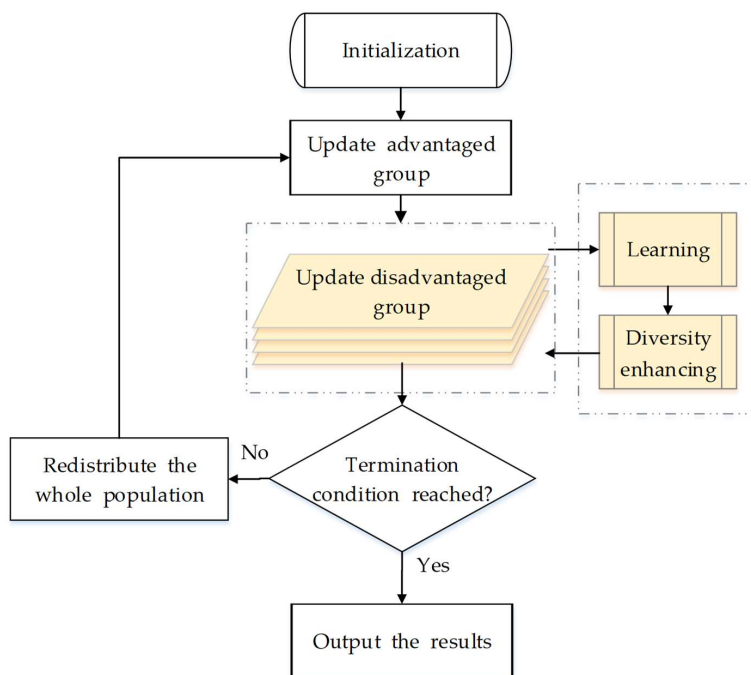 Initialization
Update advantaged
group
Update disadvantaged
group
Learning
Diversity
enhancing
Termination
condition reached?
No
Redistribute the
whole population
Yes
Output the results